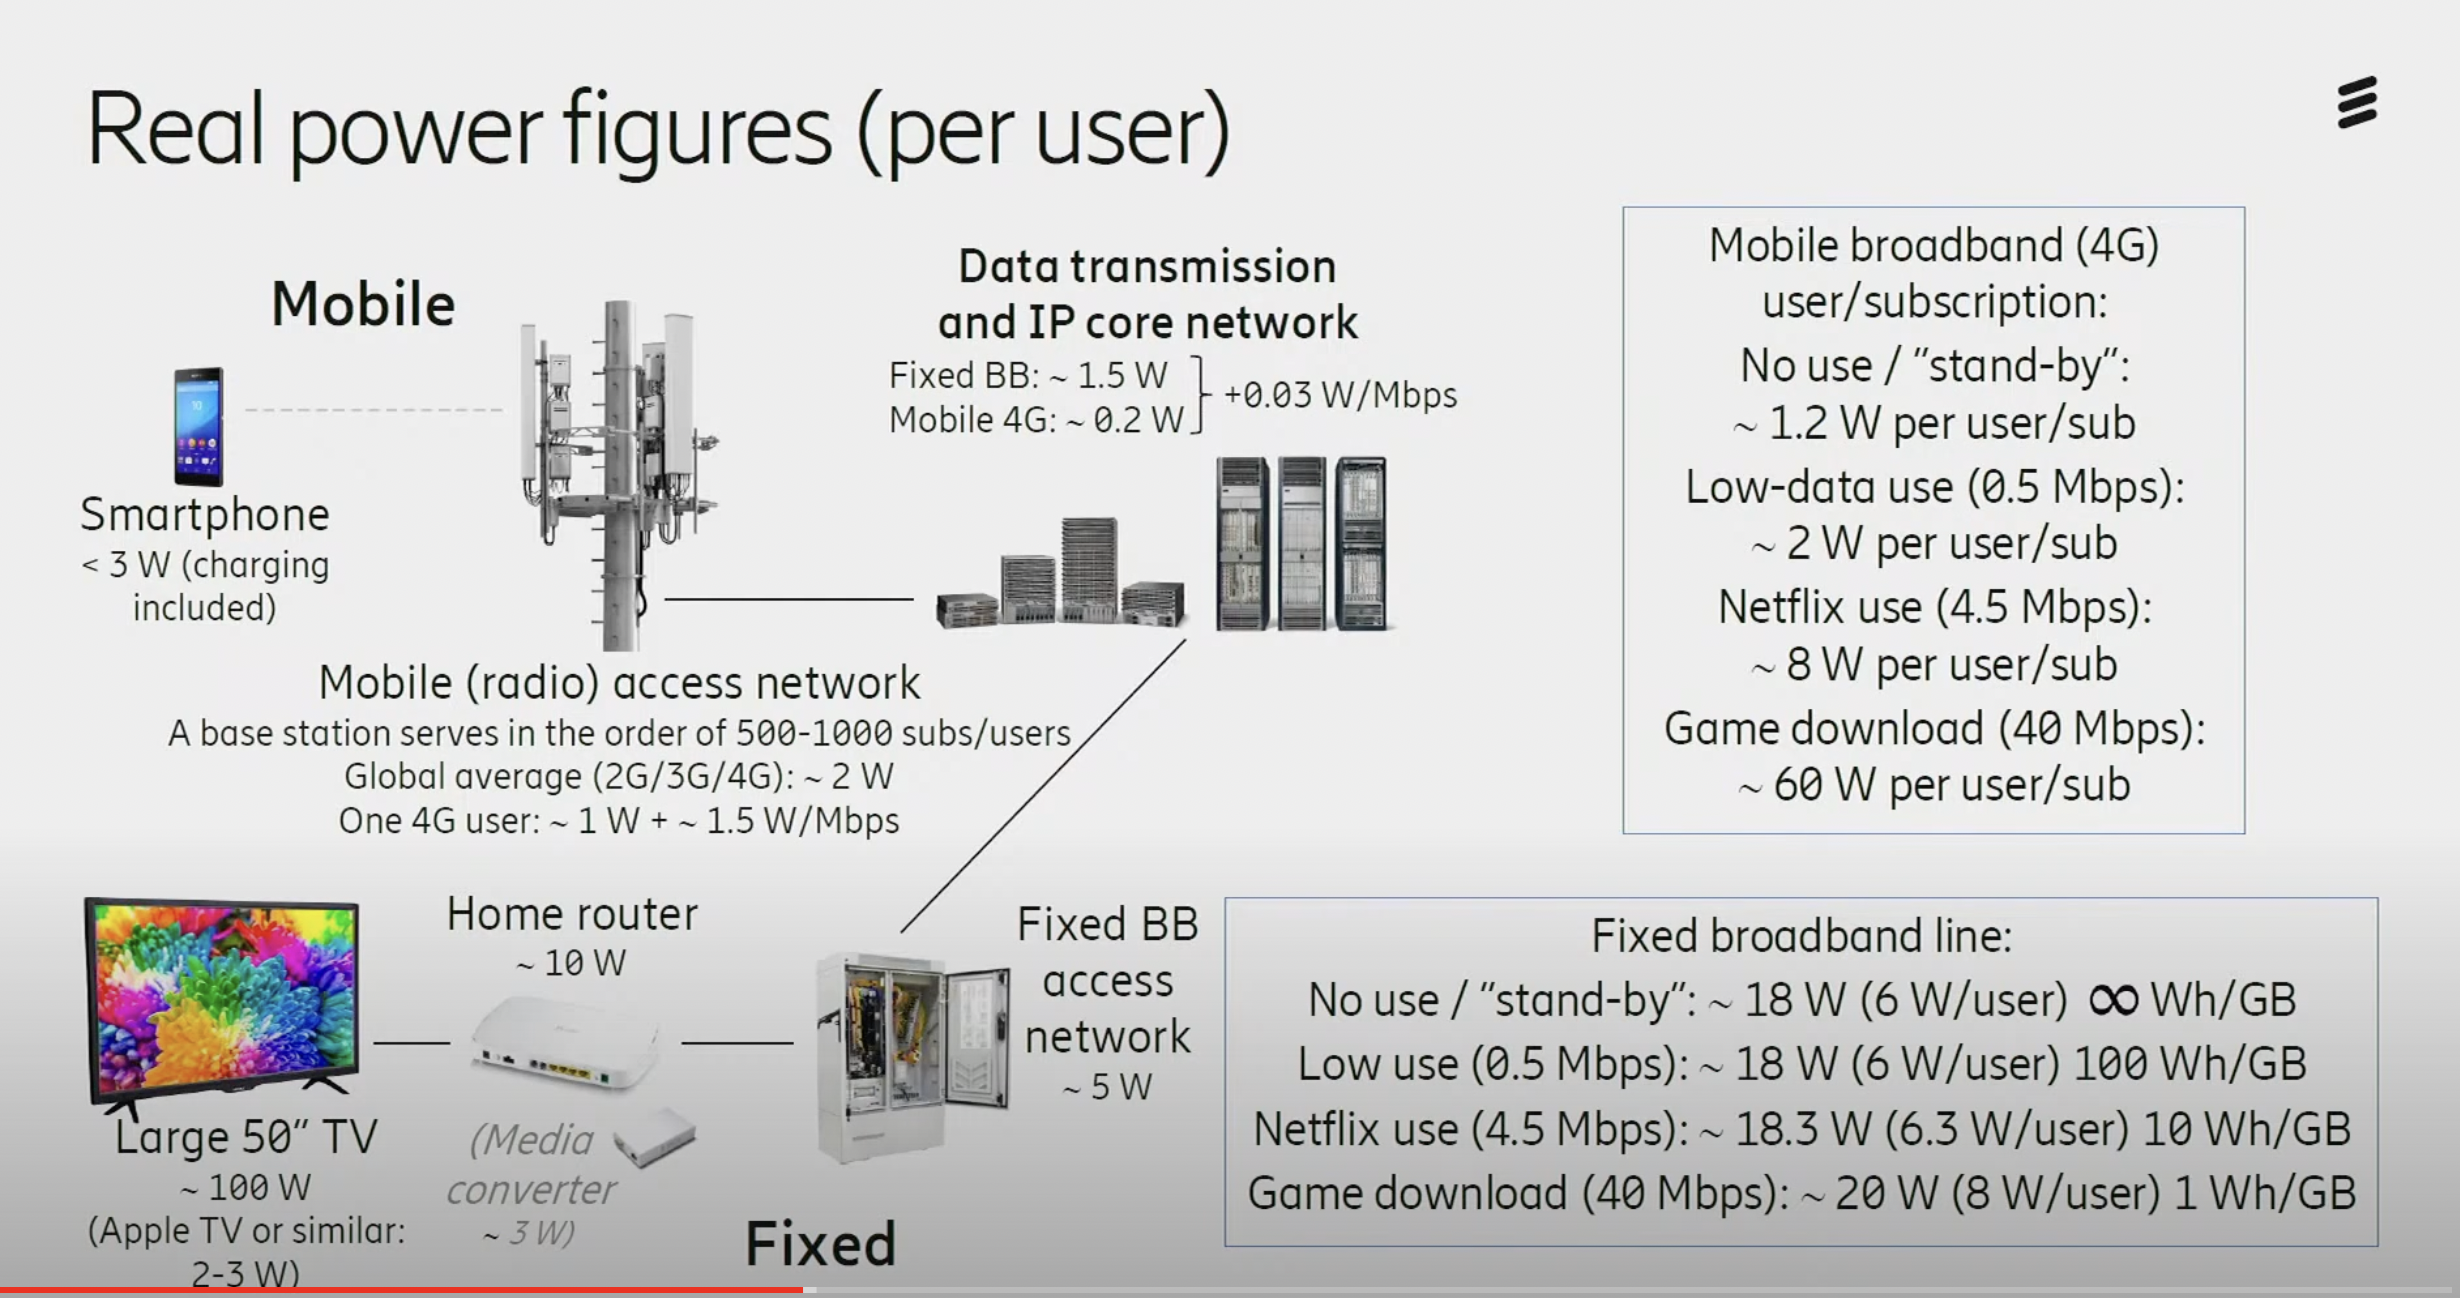 Real power figures (per user)
Mobile
Smartphone
< 3 W (charging
included)
Data transmission
and IP core network
Fixed BB: ~ 1.5 W
Mobile 4G: ~ 0.2 W
+0.03 W/Mbps
Mobile (radio) access network
A base station serves in the order of 500-1000 subs/users
Global average (2G/3G/4G): ~ 2 W
One 4G user: ~ 1 W + ~ 1.5 W/Mbps
Mobile broadband (4G)
user/subscription:
No use / ”stand-by”:
~ 1.2 W per user/sub
Low-data use (0.5 Mbps):
~ 2 W per user/sub
Netflix use (4.5 Mbps):
~ 8 W per user/sub
Game download (40 Mbps):
~ 60 W per user/sub
Large 50” TV
~ 100 W
(Apple TV or similar:
2-3 W)
Home router
~ 10 W
(Media
converter
~ 3 W)
Fixed
Fixed BB
access
network
~ 5 W
Fixed broadband line:
No use / ”stand-by”: ~ 18 W (6 W/user) ∞ Wh/GB
Low use (0.5 Mbps): ~ 18 W (6 W/user) 100 Wh/GB
Netflix use (4.5 Mbps): ~ 18.3 W (6.3 W/user) 10 Wh/GB
Game download (40 Mbps): ~ 20 W (8 W/user) 1 Wh/GB